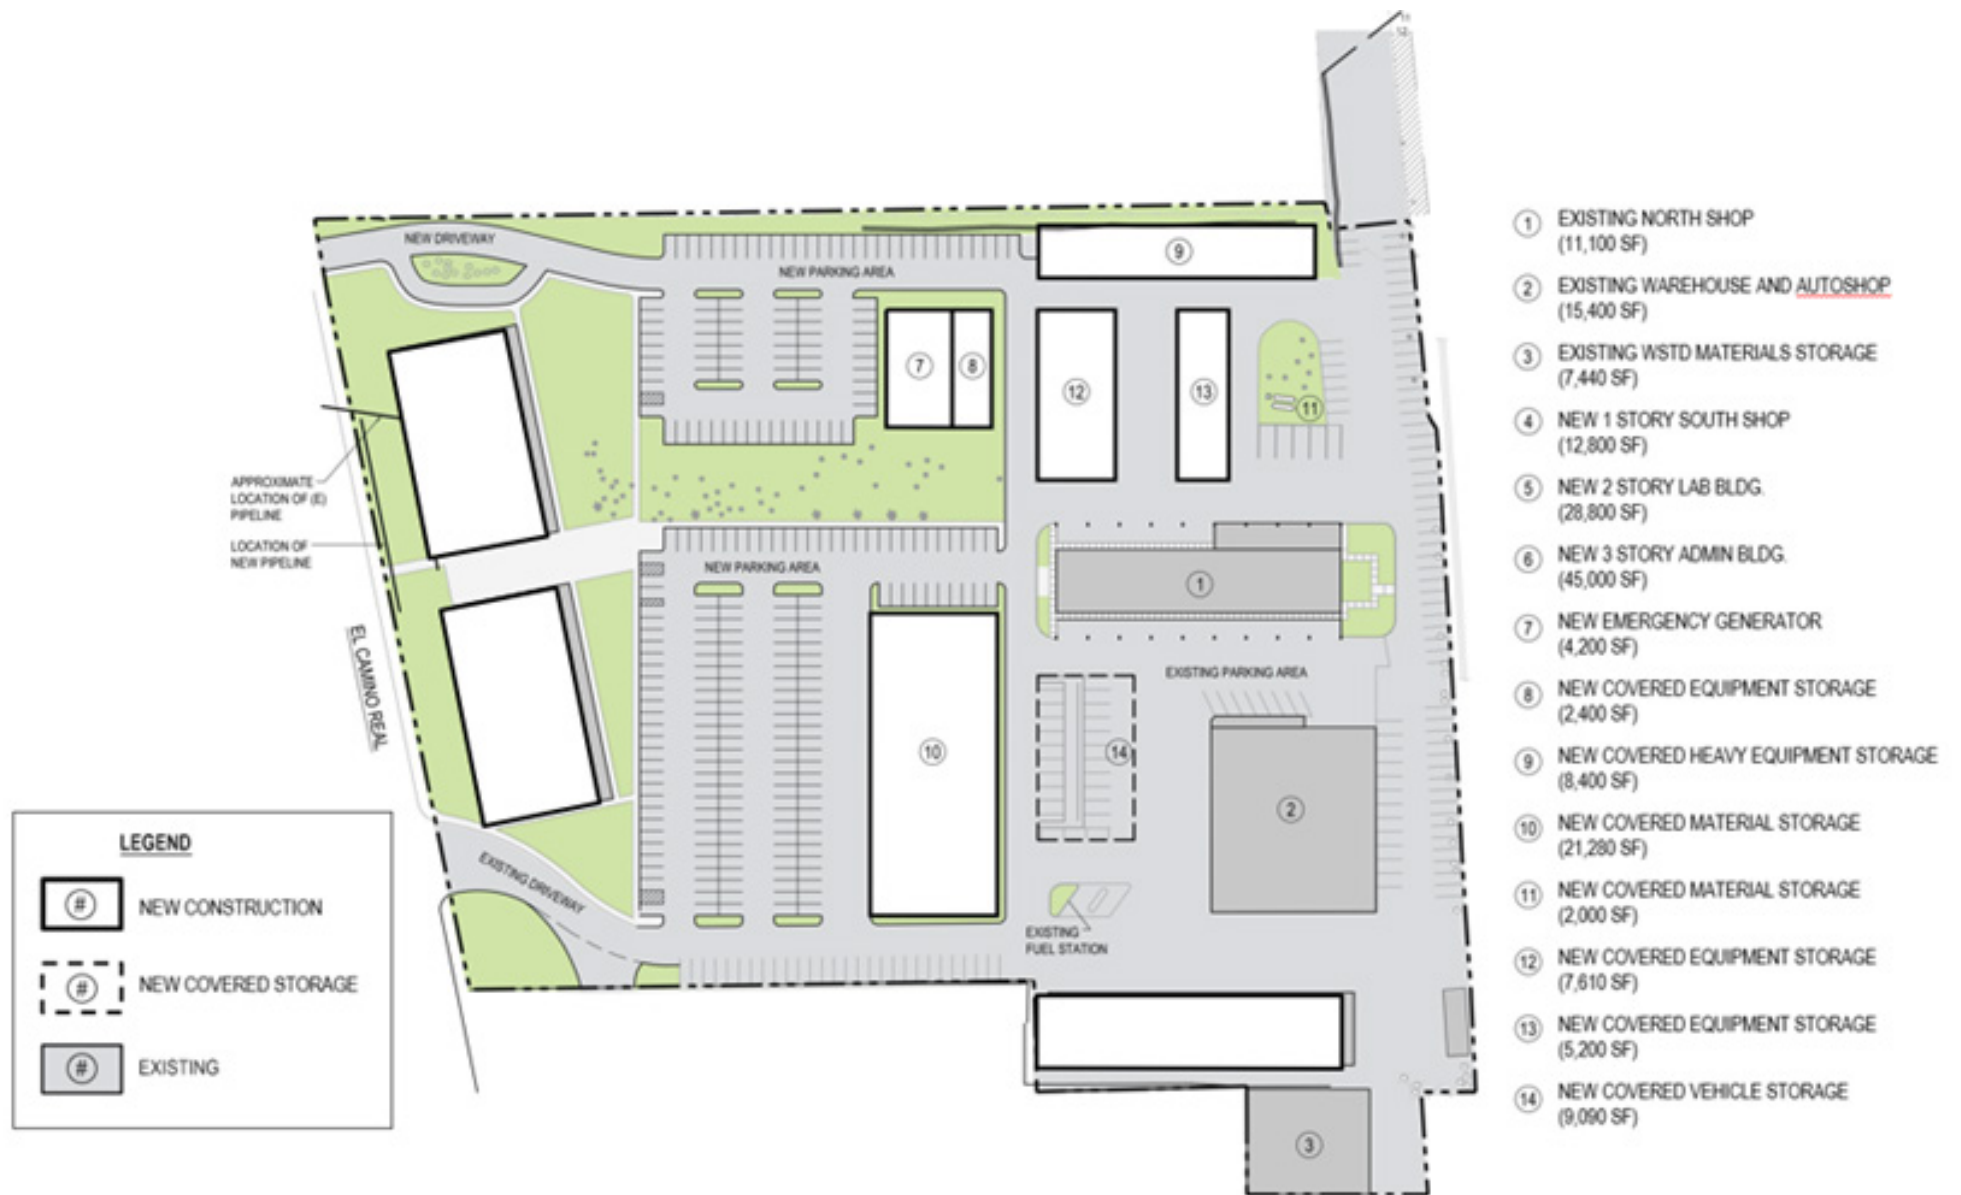 11
12
NEW DRIVEWAY
9
NEW PARKING AREA
7
8
12
13
11
APPROXIMATE
LOCATION OF (E)
PIPELINE
LOCATION OF
NEW PIPELINE
NEW PARKING AREA
1
EL CAMINO REAL
EXISTING PARKING AREA
10
14
2
EXISTING DRIVEWAY
EXISTING
FUEL STATION
3
LEGEND
# NEW CONSTRUCTION
# NEW COVERED STORAGE
# EXISTING
1 EXISTING NORTH SHOP
(11,100 SF)
2 EXISTING WAREHOUSE AND AUTOSHOP
(15,400 SF)
3 EXISTING WSTD MATERIALS STORAGE
(7,440 SF)
4 NEW 1 STORY SOUTH SHOP
(12,800 SF)
5 NEW 2 STORY LAB BLDG.
(28,800 SF)
6 NEW 3 STORY ADMIN BLDG.
(45,000 SF)
7 NEW EMERGENCY GENERATOR
(4,200 SF)
8 NEW COVERED EQUIPMENT STORAGE
(2,400 SF)
9 NEW COVERED HEAVY EQUIPMENT STORAGE
(8,400 SF)
10 NEW COVERED MATERIAL STORAGE
(21,280 SF)
11 NEW COVERED MATERIAL STORAGE
(2,000 SF)
12 NEW COVERED EQUIPMENT STORAGE
(7,610 SF)
13 NEW COVERED EQUIPMENT STORAGE
(5,200 SF)
14 NEW COVERED VEHICLE STORAGE
(9,090 SF)